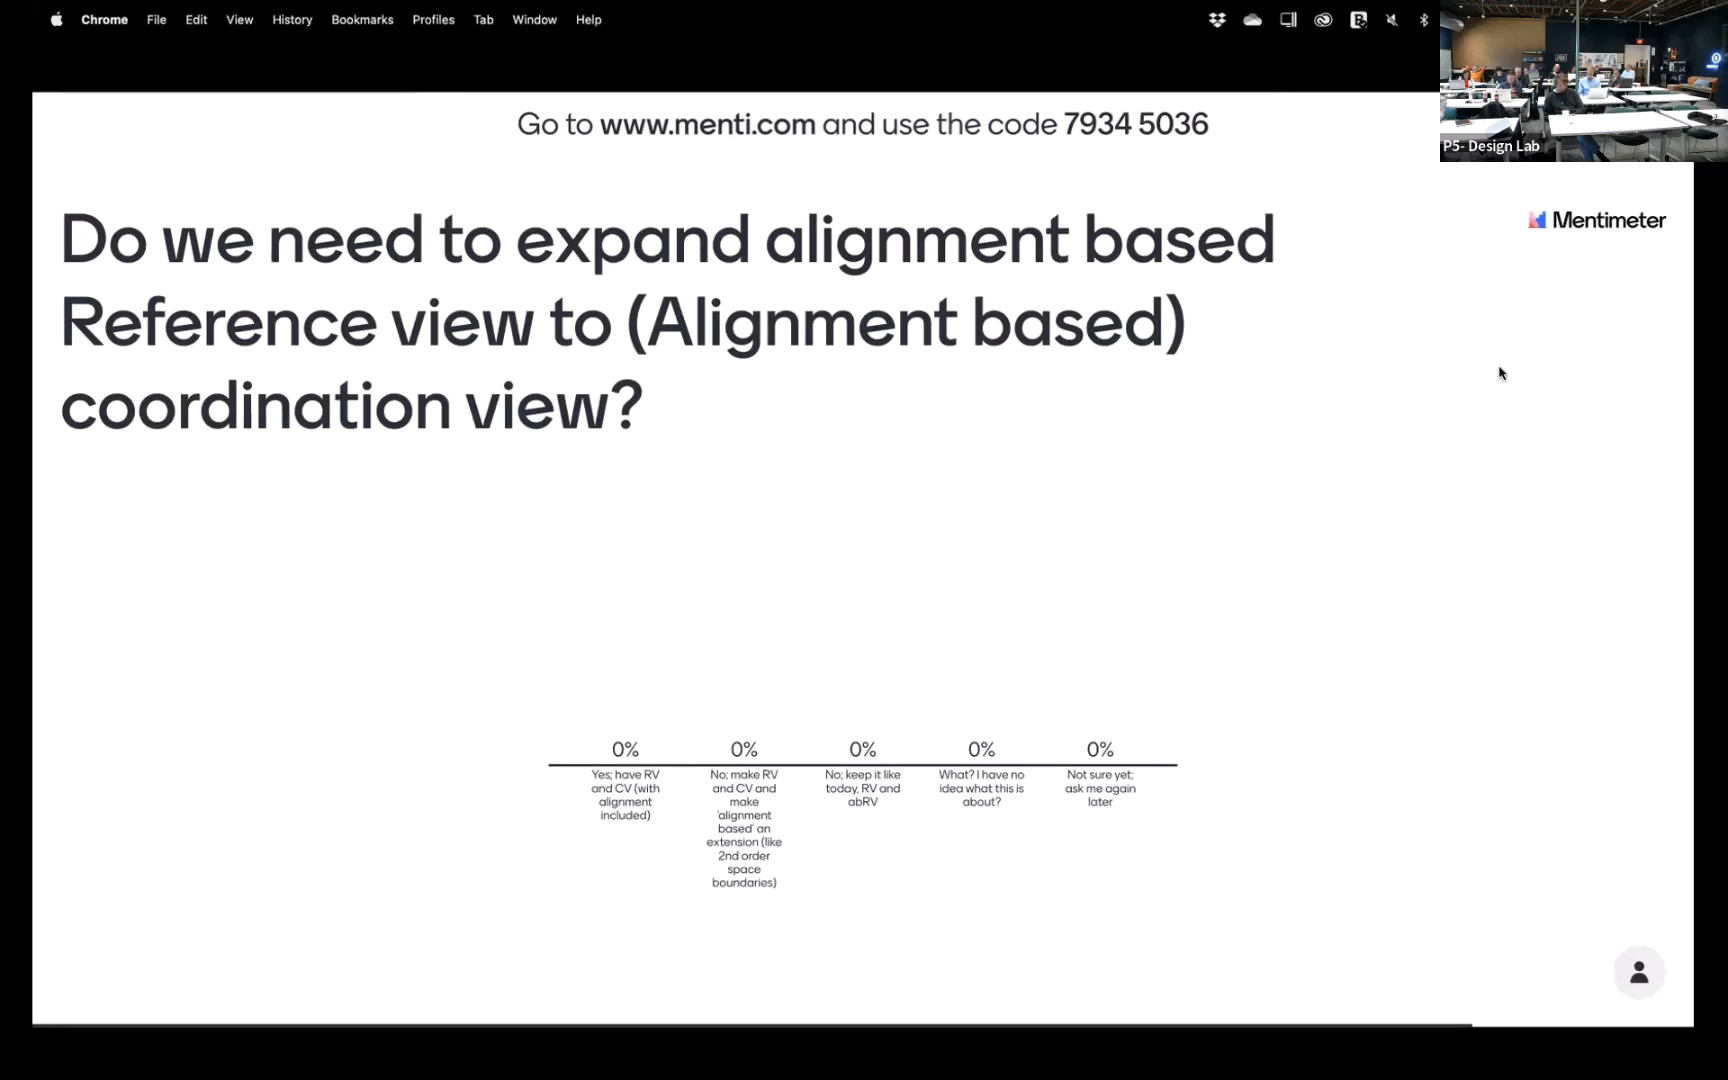 Chrome File Edit View History Bookmarks Profiles Tab Window Help
P5- Design Lab
Go to www.menti.com and use the code 7934 5036
Mentimeter
Do we need to expand alignment based
Reference view to (Alignment based)
coordination view?
0%
Yes; have RV
and CV (with
alignment
included)
0%
No; make RV
and CV and
make
'alignment
based' an
extension (like
2nd order
space
boundaries)
0%
No; keep it like
today, RV and
abRV
0%
What? I have no
idea what this is
about?
0%
Not sure yet;
ask me again
later